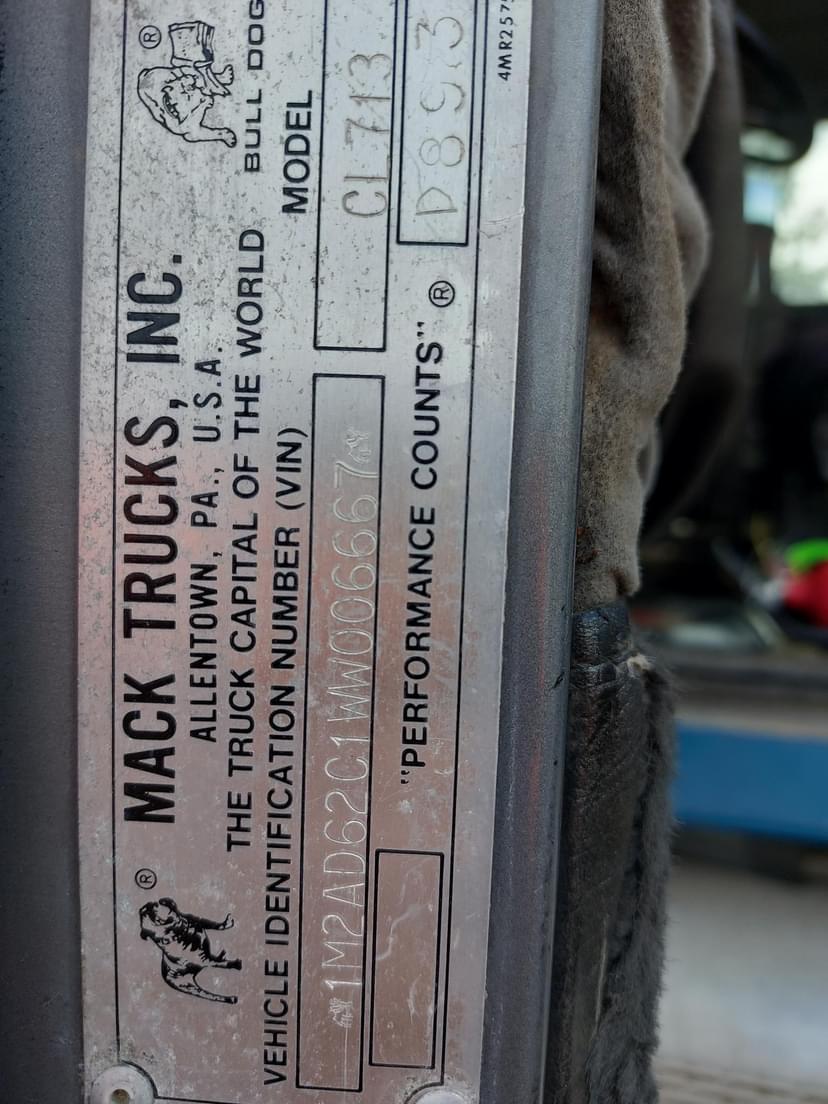 ®
®
MACK TRUCKS, INC.
ALLENTOWN, PA., U.S.A.
THE TRUCK CAPITAL OF THE WORLD
BULL DOG
VEHICLE IDENTIFICATION NUMBER (VIN)
MODEL
1M2AD62C1WW006667
CL713
"PERFORMANCE COUNTS" ®
D893